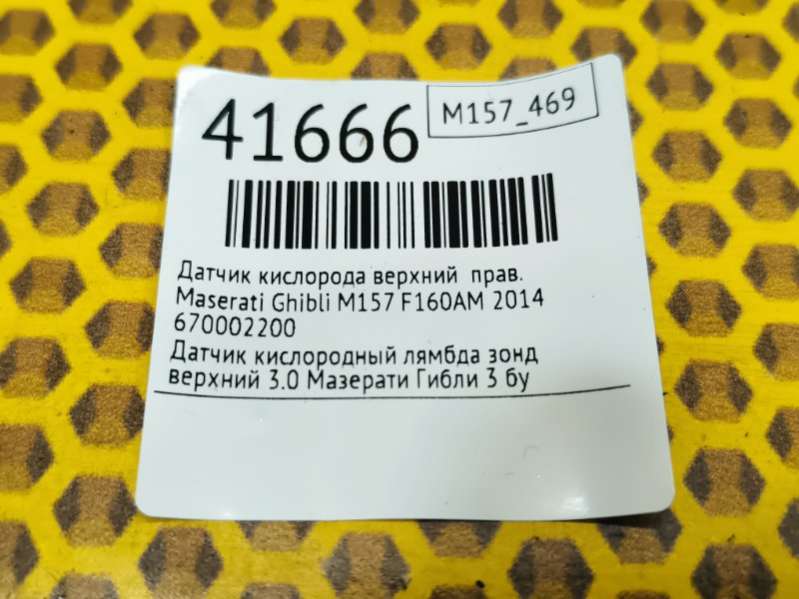 41666
M157_469
Датчик кислорода верхний прав.
Maserati Ghibli M157 F160AM 2014
670002200
Датчик кислородный лямбда зонд
верхний 3.0 Мазерати Гибли 3 бу